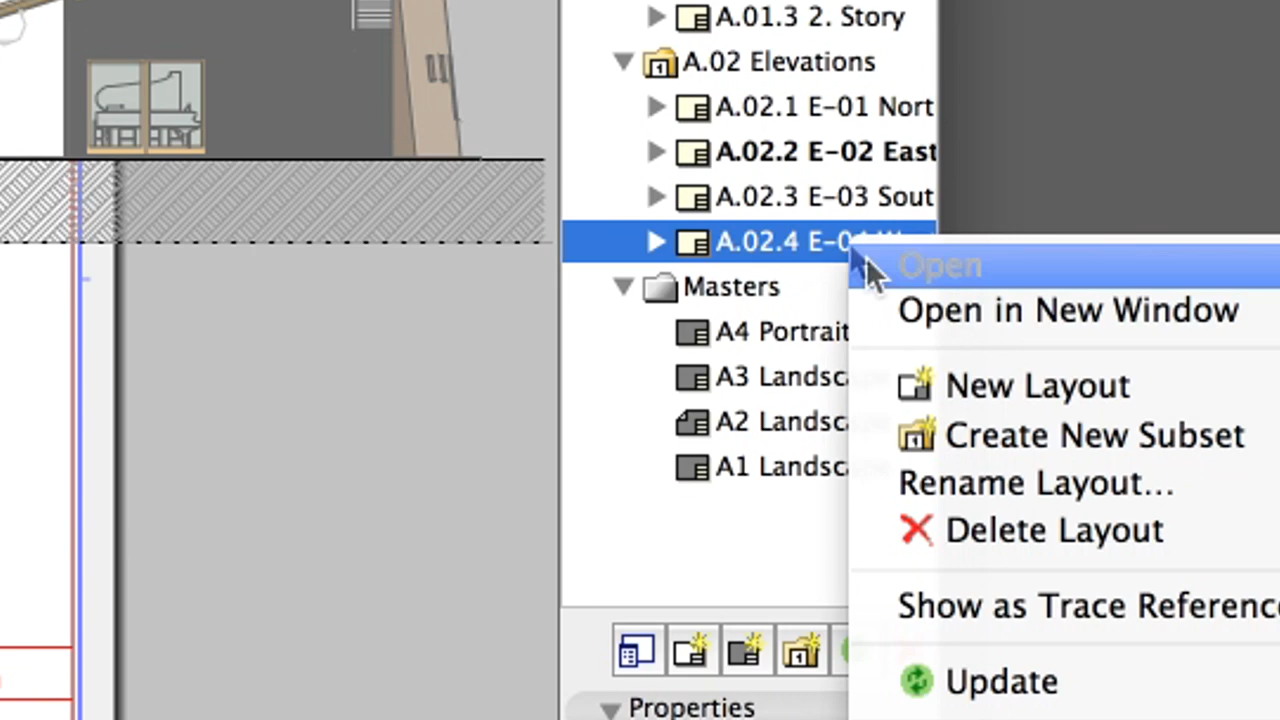 A.01.3 2. Story
A.02 Elevations
A.02.1 E-01 Nort
A.02.2 E-02 East
A.02.3 E-03 Sout
A.02.4 E-04 W
Masters
A4 Portrait
A3 Landsc
A2 Landsc
A1 Landsc
Properties
Open
Open in New Window
New Layout
Create New Subset
Rename Layout...
Delete Layout
Show as Trace Reference
Update